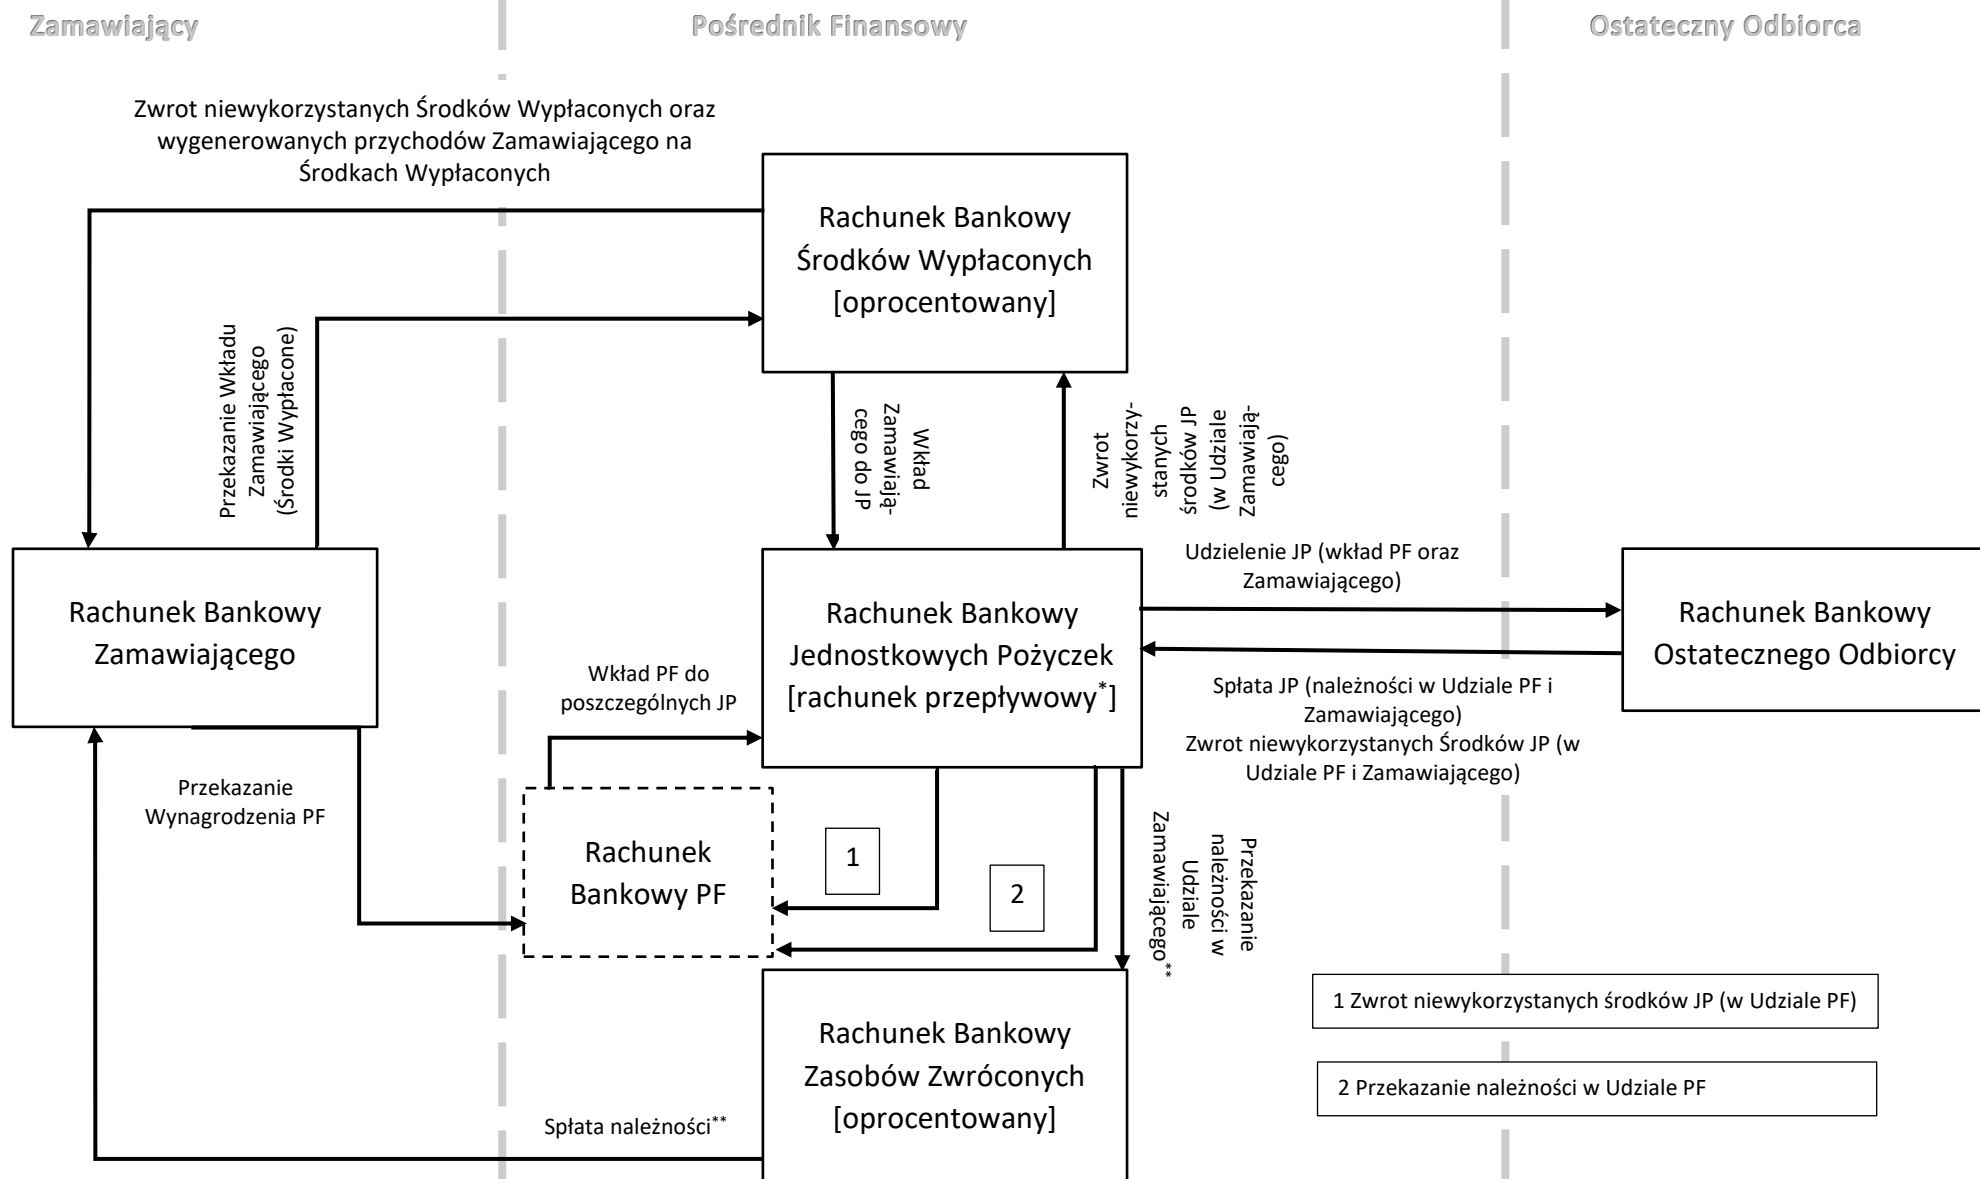 Zamawiający
Pośrednik Finansowy
Ostateczny Odbiorca
Zwrot niewykorzystanych Środków Wypłaconych oraz
wygenerowanych przychodów Zamawiającego na
Środkach Wypłaconych
Rachunek Bankowy
Środków Wypłaconych
[oprocentowany]
Przekazanie Wkładu
Zamawiającego
(Środki Wypłacone)
Wkład
Zamawiają-
cego do JP
Zwrot
niewykorzy-
stanych
środków JP
(w Udziale
Zamawiają-
cego)
Rachunek Bankowy
Zamawiającego
Rachunek Bankowy
Jednostkowych Pożyczek
[rachunek przepływowy*]
Udzielenie JP (wkład PF oraz
Zamawiającego)
Rachunek Bankowy
Ostatecznego Odbiorcy
Spłata JP (należności w Udziale PF i
Zamawiającego)
Zwrot niewykorzystanych Środków JP (w
Udziale PF i Zamawiającego)
Wkład PF do
poszczególnych JP
Przekazanie
Wynagrodzenia PF
Rachunek
Bankowy PF
1
2
Przekazanie
należności w
Udziale
Zamawiającego**
1 Zwrot niewykorzystanych środków JP (w Udziale PF)
2 Przekazanie należności w Udziale PF
Rachunek Bankowy
Zasobów Zwróconych
[oprocentowany]
Spłata należności**